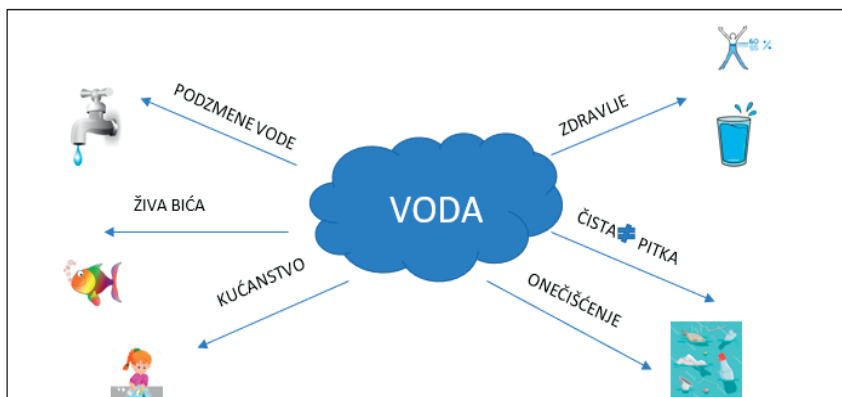 PODZMENE VODE
ZDRAVLJE
VODA
ŽIVA BIĆA
ČISTA≠PITKA
KUĆANSTVO
ONEČIŠĆENJE